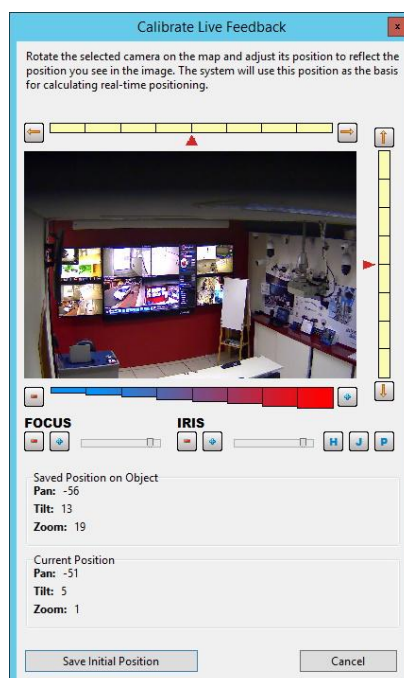 Calibrate Live Feedback
x
Rotate the selected camera on the map and adjust its position to reflect the
position you see in the image. The system will use this position as the basis
for calculating real-time positioning.
FOCUS
IRIS
H J P
Saved Position on Object
Pan: -56
Tilt: 13
Zoom: 19
Current Position
Pan: -51
Tilt: 5
Zoom: 1
Save Initial Position
Cancel